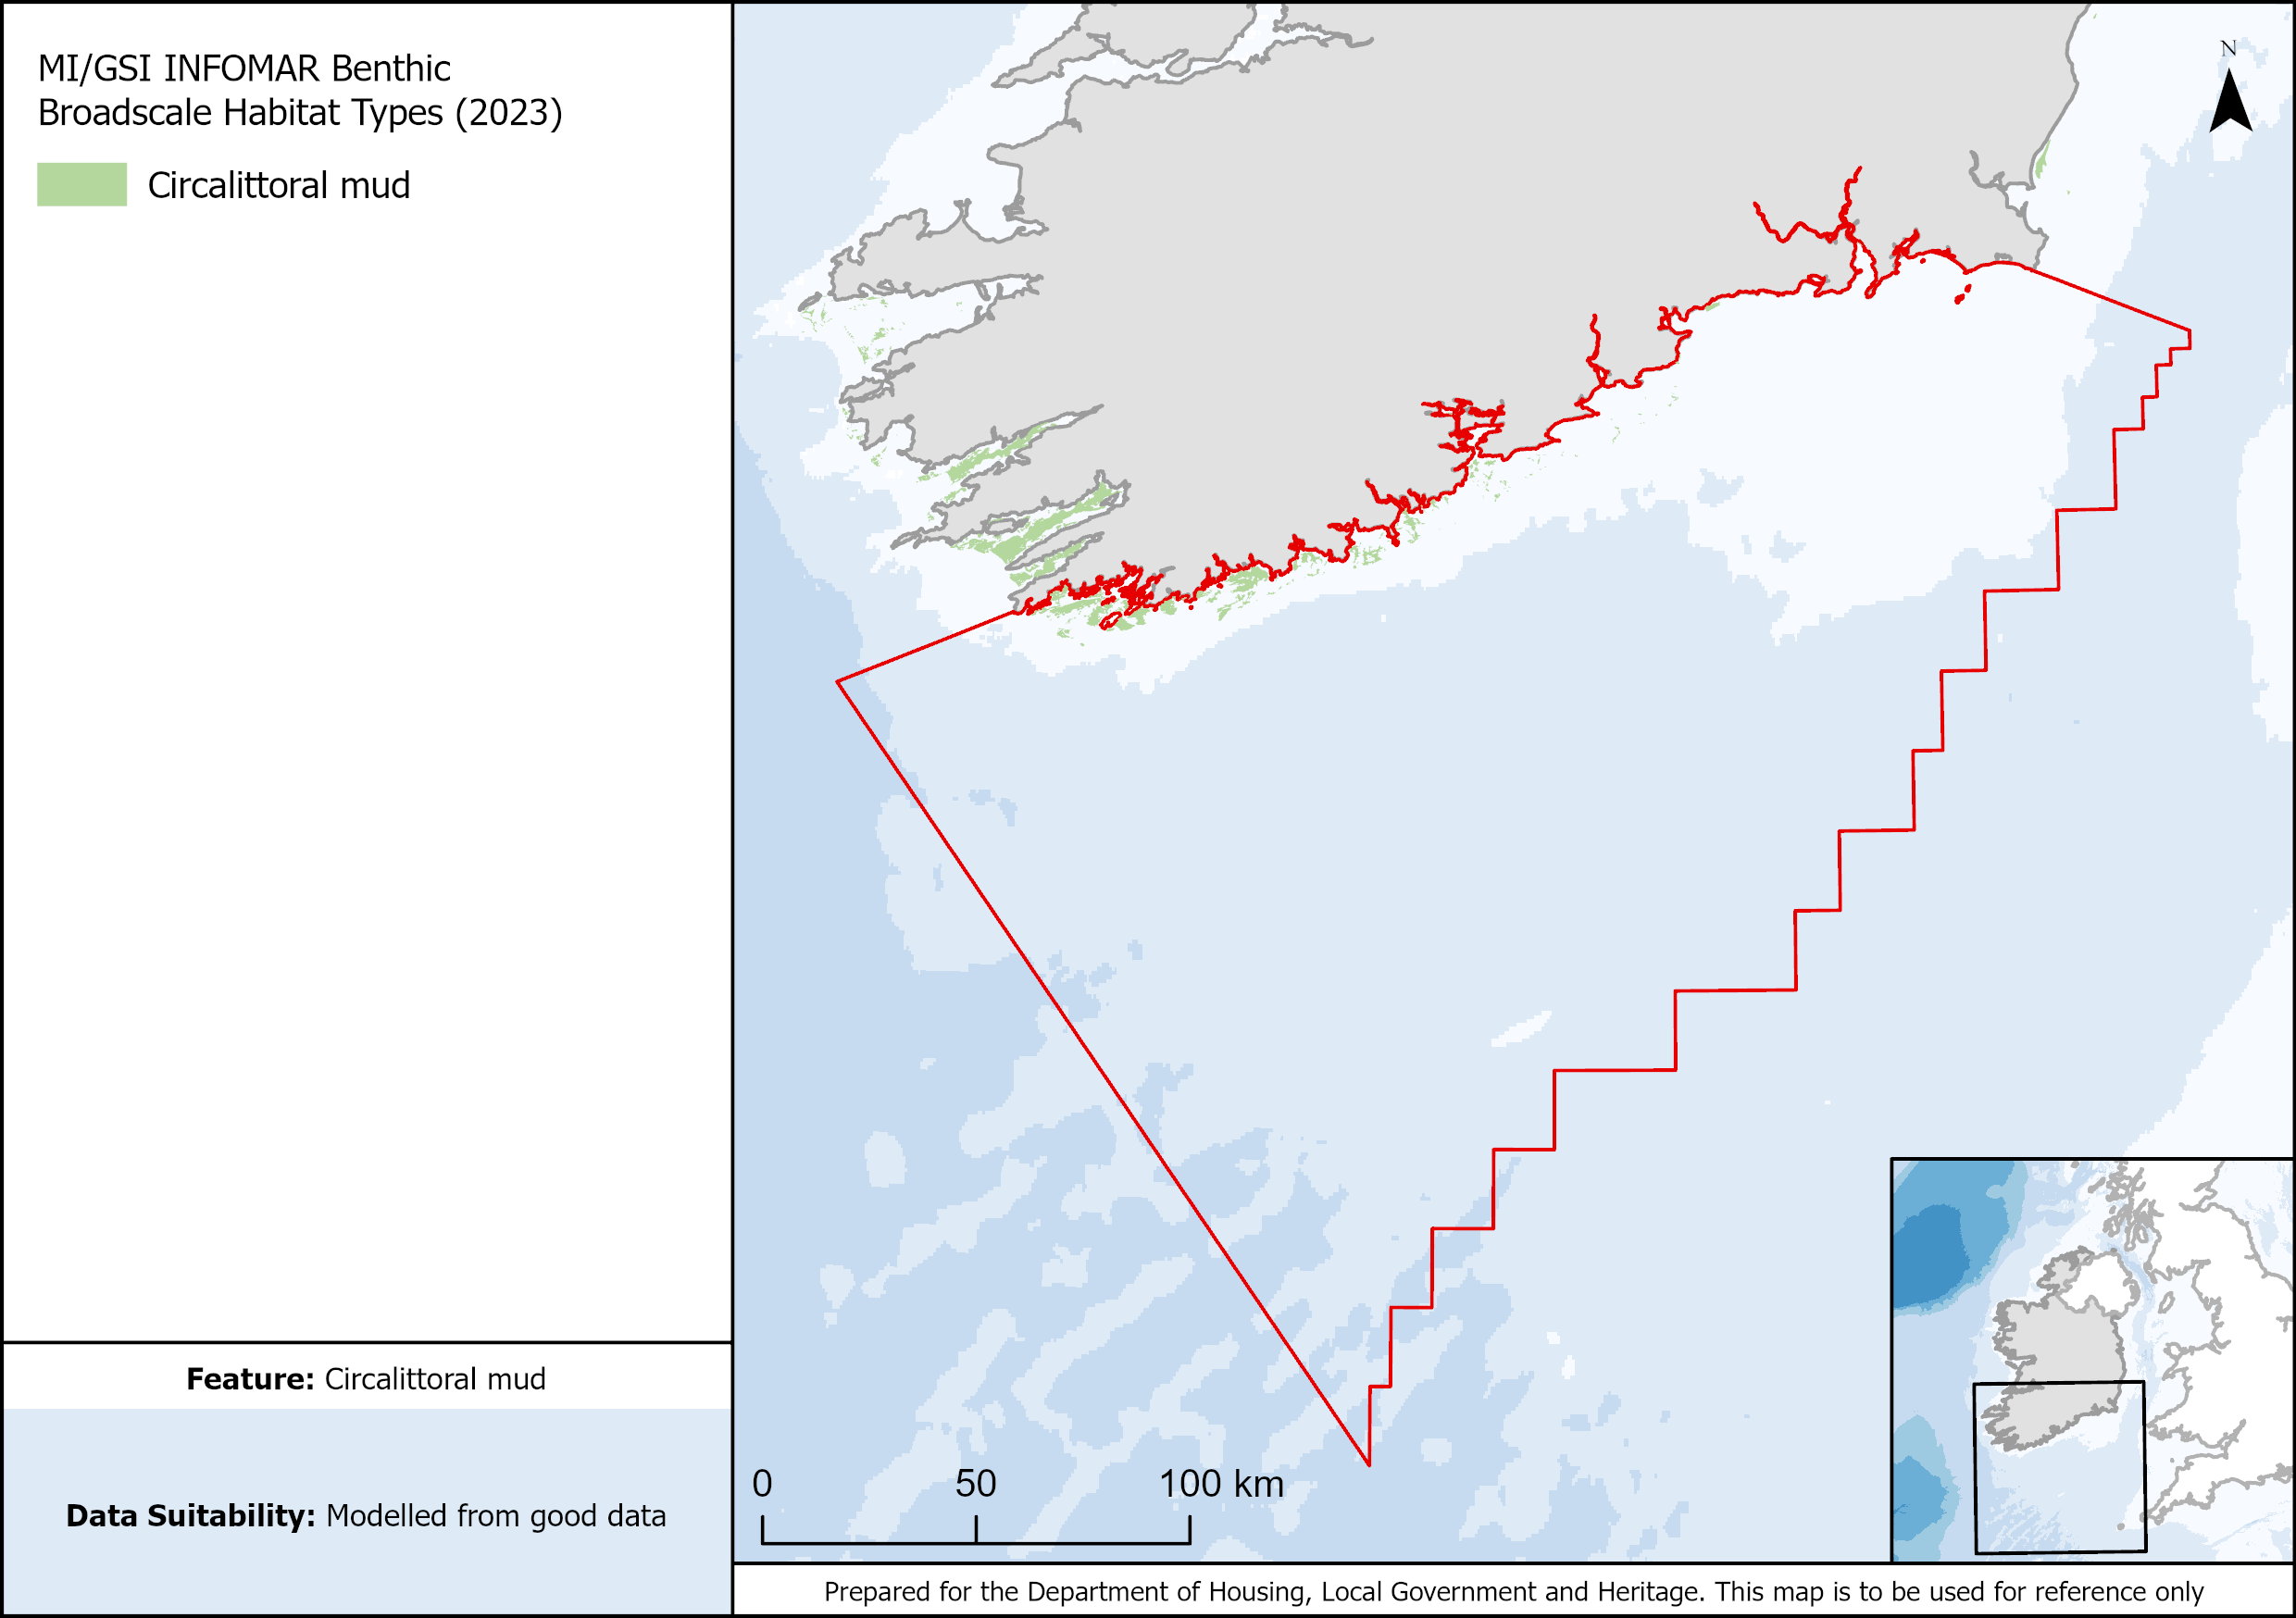 MI/GSI INFOMAR Benthic
Broadscale Habitat Types (2023)
Circalittoral mud
Feature: Circalittoral mud
Data Suitability: Modelled from good data
N
0 50 100 km
Prepared for the Department of Housing, Local Government and Heritage. This map is to be used for reference only